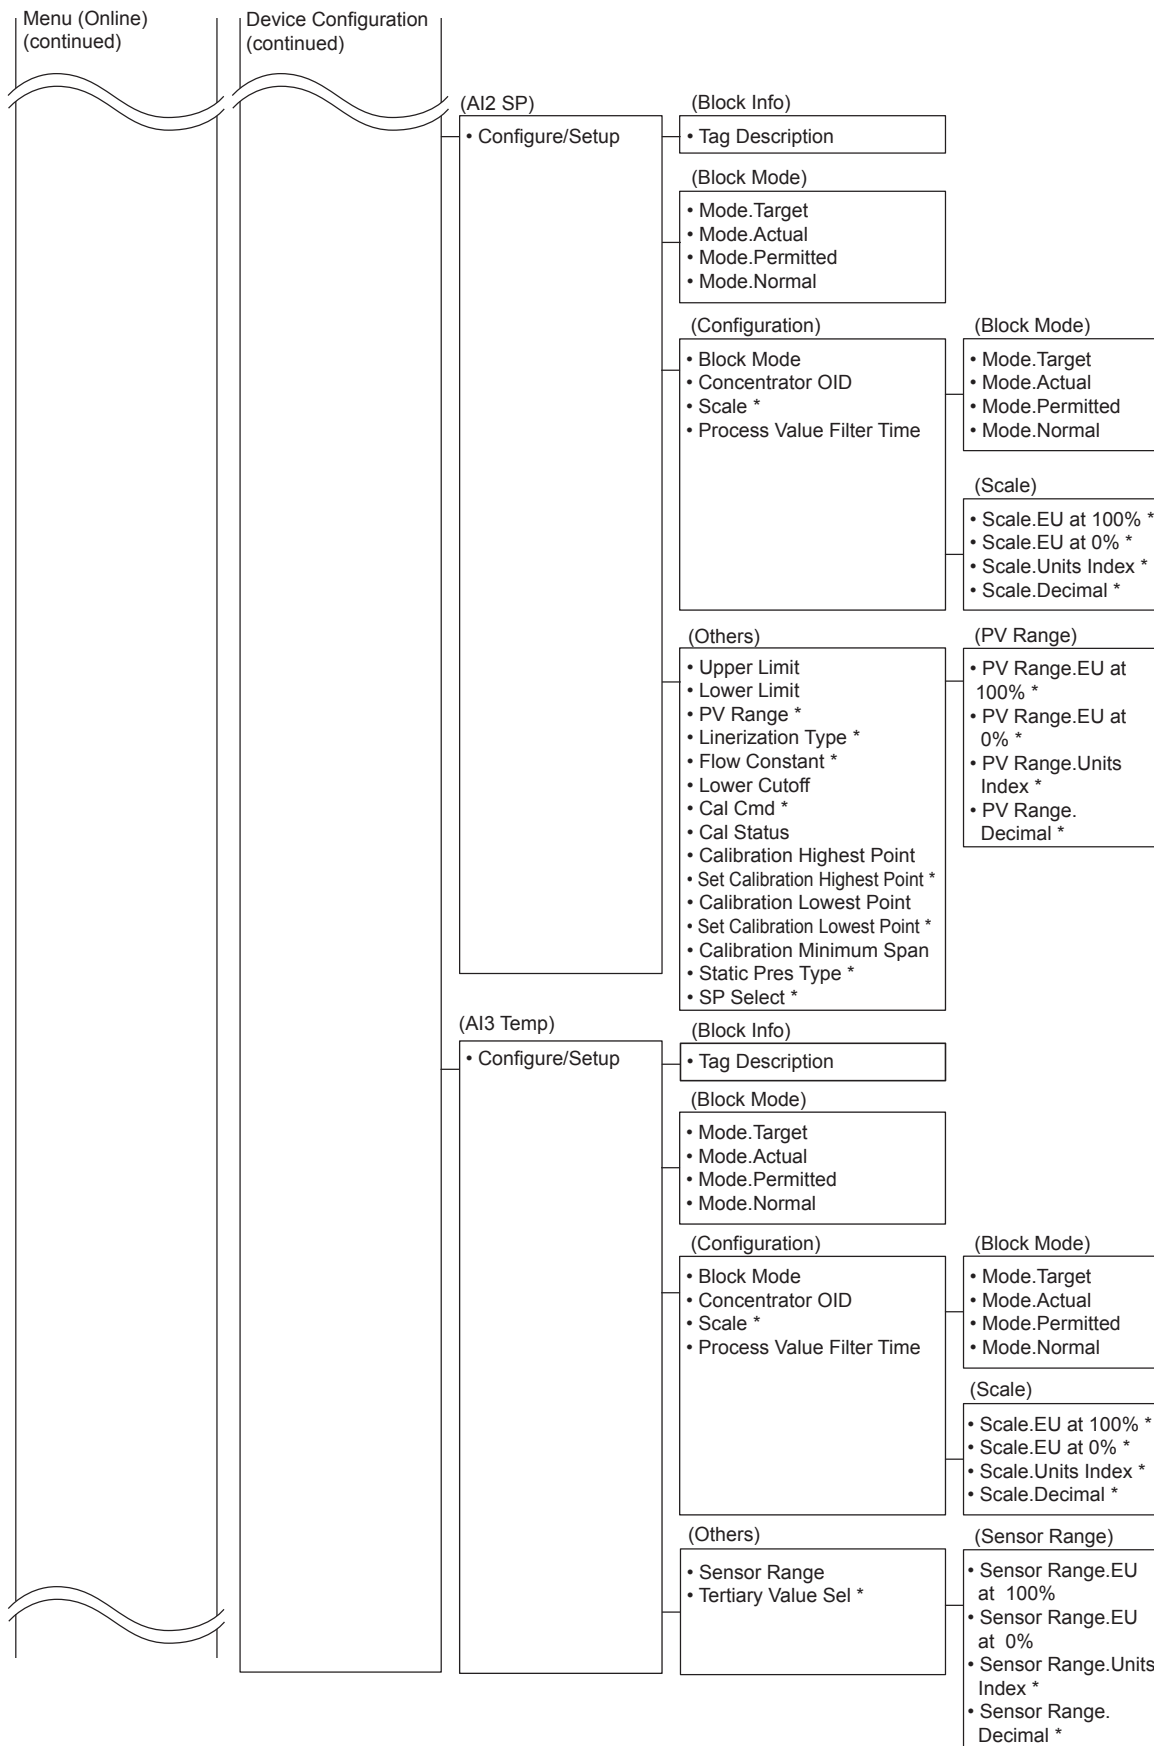 Menu (Online)
(continued)
Device Configuration
(continued)
(AI2 SP)
• Configure/Setup
(Block Info)
• Tag Description
(Block Mode)
• Mode.Target
• Mode.Actual
• Mode.Permitted
• Mode.Normal
(Configuration)
• Block Mode
• Concentrator OID
• Scale *
• Process Value Filter Time
(Block Mode)
• Mode.Target
• Mode.Actual
• Mode.Permitted
• Mode.Normal
(Scale)
• Scale.EU at 100% *
• Scale.EU at 0% *
• Scale.Units Index *
• Scale.Decimal *
(Others)
• Upper Limit
• Lower Limit
• PV Range *
• Linerization Type *
• Flow Constant *
• Lower Cutoff
• Cal Cmd *
• Cal Status
• Calibration Highest Point
• Set Calibration Highest Point *
• Calibration Lowest Point
• Set Calibration Lowest Point *
• Calibration Minimum Span
• Static Pres Type *
• SP Select *
(PV Range)
• PV Range.EU at
100% *
• PV Range.EU at
0% *
• PV Range.Units
Index *
• PV Range.
Decimal *
(AI3 Temp)
• Configure/Setup
(Block Info)
• Tag Description
(Block Mode)
• Mode.Target
• Mode.Actual
• Mode.Permitted
• Mode.Normal
(Configuration)
• Block Mode
• Concentrator OID
• Scale *
• Process Value Filter Time
(Block Mode)
• Mode.Target
• Mode.Actual
• Mode.Permitted
• Mode.Normal
(Scale)
• Scale.EU at 100% *
• Scale.EU at 0% *
• Scale.Units Index *
• Scale.Decimal *
(Others)
• Sensor Range
• Tertiary Value Sel *
(Sensor Range)
• Sensor Range.EU
at 100%
• Sensor Range.EU
at 0%
• Sensor Range.Units
Index *
• Sensor Range.
Decimal *